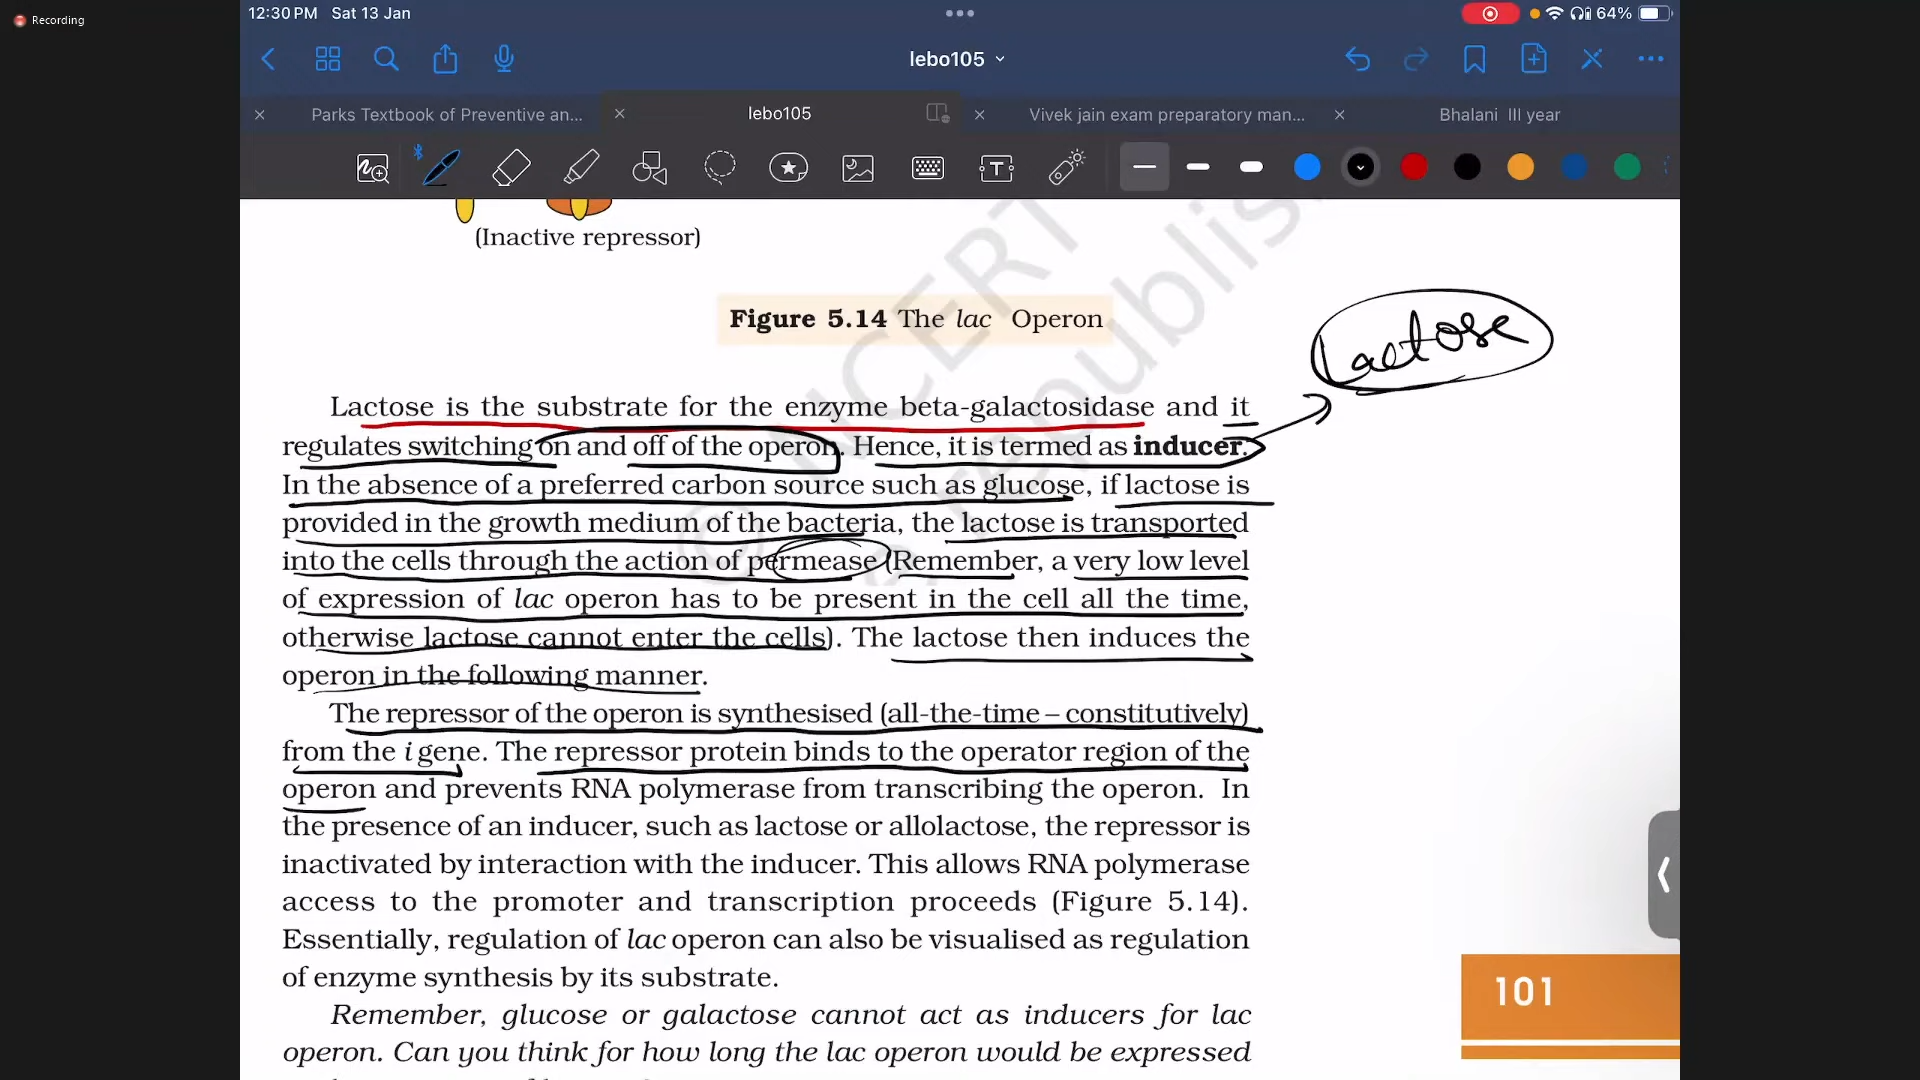 Recording
12:30 PM Sat 13 Jan
64%
lebo105
Parks Textbook of Preventive an...
lebo105
Vivek jain exam preparatory man...
Bhalani III year
(Inactive repressor)
Figure 5.14 The lac Operon
Lactose
Lactose is the substrate for the enzyme beta-galactosidase and it
regulates switching on and off of the operon. Hence, it is termed as inducer.
In the absence of a preferred carbon source such as glucose, if lactose is
provided in the growth medium of the bacteria, the lactose is transported
into the cells through the action of permease (Remember, a very low level
of expression of lac operon has to be present in the cell all the time,
otherwise lactose cannot enter the cells). The lactose then induces the
operon in the following manner.
The repressor of the operon is synthesised (all-the-time – constitutively)
from the i gene. The repressor protein binds to the operator region of the
operon and prevents RNA polymerase from transcribing the operon. In
the presence of an inducer, such as lactose or allolactose, the repressor is
inactivated by interaction with the inducer. This allows RNA polymerase
access to the promoter and transcription proceeds (Figure 5.14).
Essentially, regulation of lac operon can also be visualised as regulation
of enzyme synthesis by its substrate.
Remember, glucose or galactose cannot act as inducers for lac
operon. Can you think for how long the lac operon would be expressed
101
© NCERT
republis